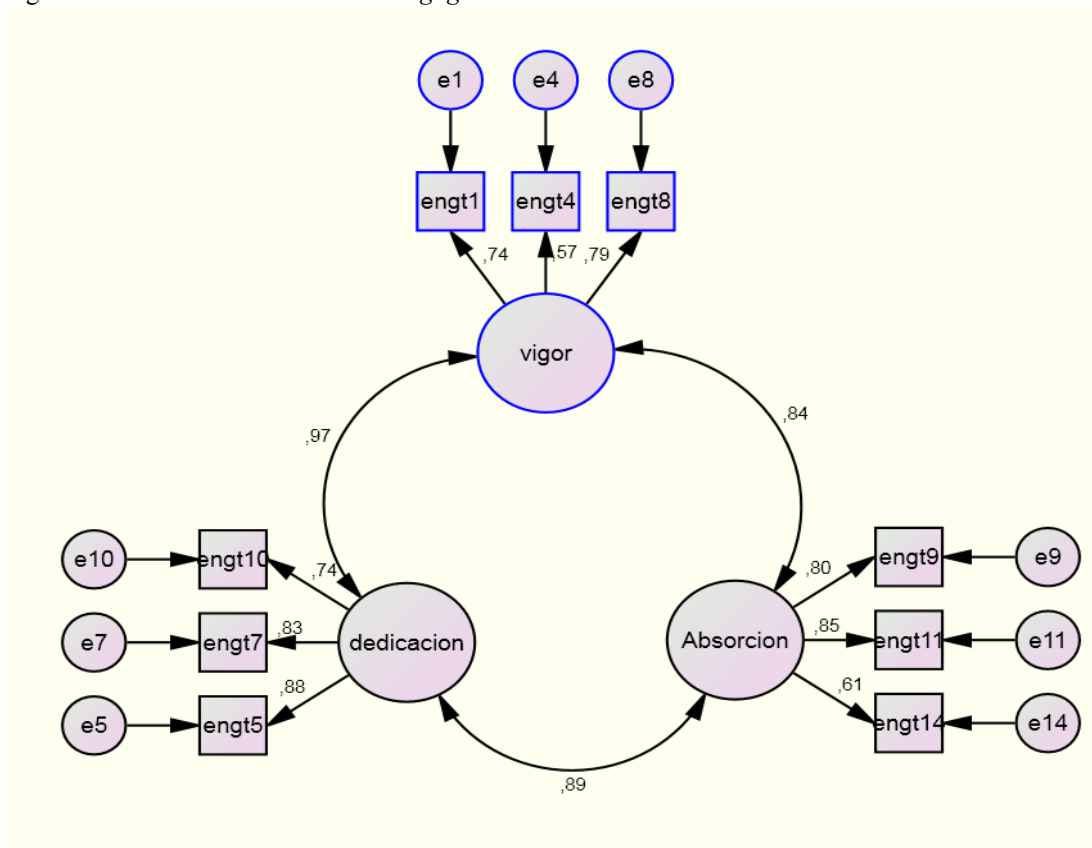 e1 e4 e8
engt1 engt4 engt8
,74 ,57 ,79
vigor
,97 ,84
e10 engt10 ,74
e7 engt7 ,83
e5 engt5 ,88
dedicacion
Absorcion
,80 engt9 e9
,85 engt11 e11
,61 engt14 e14
,89